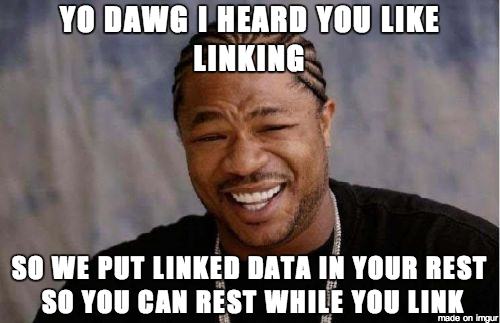 YO DAWG I HEARD YOU LIKE
LINKING
SO WE PUT LINKED DATA IN YOUR REST
SO YOU CAN REST WHILE YOU LINK
made on imgur